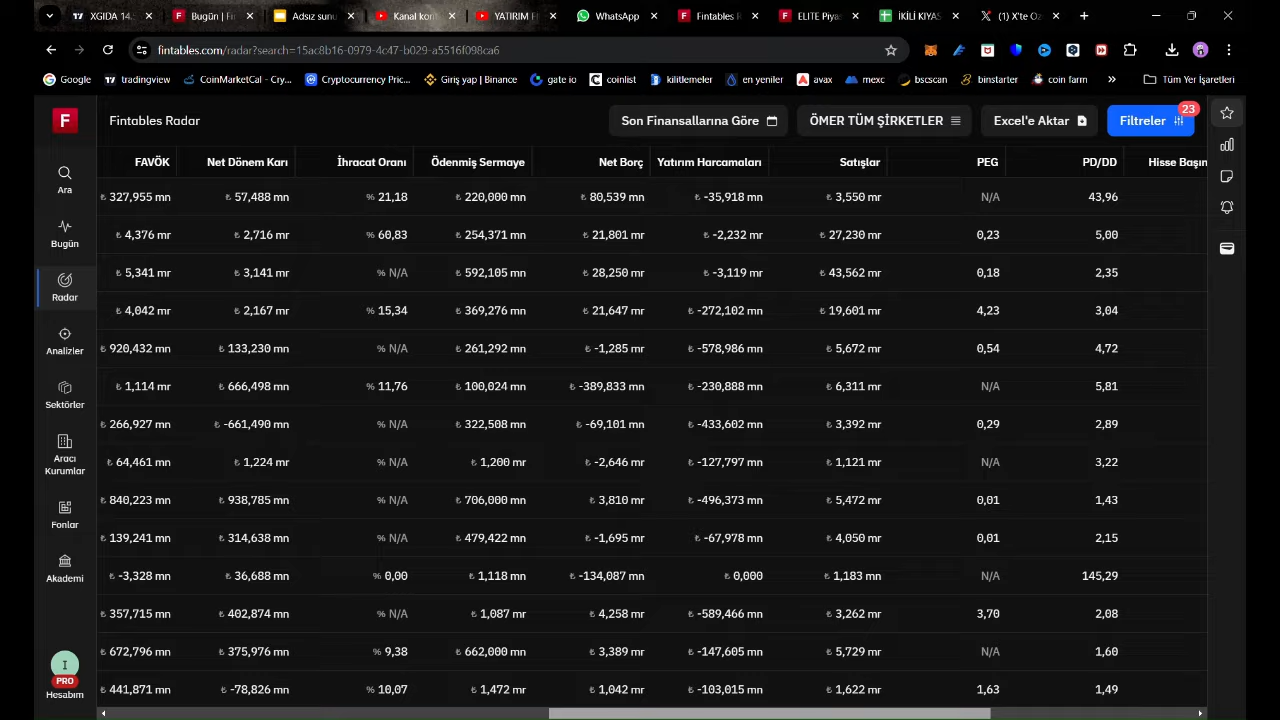 XGIDA 14.
Bugün | Fi
Adsız sunu
Kanal kon
YATIRIM F
WhatsApp
Fintables R
ELITE Piya
İKİLİ KIYAS
(1) X'te Öz
fintables.com/radar?search=15ac8b16-0979-4c47-b029-a5516f098ca6
Google tradingview CoinMarketCal - Cry... Cryptocurrency Pric... Giriş yap | Binance gate io coinlist kilitlemeler en yeniler avax mexc bscscan binstarter coin farm Tüm Yer İşaretleri
F Fintables Radar Son Finansallarına Göre ÖMER TÜM ŞİRKETLER Excel'e Aktar Filtreler 23
FAVÖK Net Dönem Karı İhracat Oranı Ödenmiş Sermaye Net Borç Yatırım Harcamaları Satışlar PEG PD/DD Hisse Başın
₺ 327,955 mn ₺ 57,488 mn % 21,18 ₺ 220,000 mn ₺ 80,539 mn ₺ -35,918 mn ₺ 3,550 mr N/A 43,96
₺ 4,376 mr ₺ 2,716 mr % 60,83 ₺ 254,371 mn ₺ 21,801 mr ₺ -2,232 mr ₺ 27,230 mr 0,23 5,00
₺ 5,341 mr ₺ 3,141 mr % N/A ₺ 592,105 mn ₺ 28,250 mr ₺ -3,119 mr ₺ 43,562 mr 0,18 2,35
₺ 4,042 mr ₺ 2,167 mr % 15,34 ₺ 369,276 mn ₺ 21,647 mr ₺ -272,102 mn ₺ 19,601 mr 4,23 3,04
₺ 920,432 mn ₺ 133,230 mn % N/A ₺ 261,292 mn ₺ -1,285 mr ₺ -578,986 mn ₺ 5,672 mr 0,54 4,72
₺ 1,114 mr ₺ 666,498 mn % 11,76 ₺ 100,024 mn ₺ -389,833 mn ₺ -230,888 mn ₺ 6,311 mr N/A 5,81
₺ 266,927 mn ₺ -661,490 mn % N/A ₺ 322,508 mn ₺ -69,101 mn ₺ -433,602 mn ₺ 3,392 mr 0,29 2,89
₺ 64,461 mn ₺ 1,224 mr % N/A ₺ 1,200 mr ₺ -2,646 mr ₺ -127,797 mn ₺ 1,121 mr N/A 3,22
₺ 840,223 mn ₺ 938,785 mn % N/A ₺ 706,000 mn ₺ 3,810 mr ₺ -496,373 mn ₺ 5,472 mr 0,01 1,43
₺ 139,241 mn ₺ 314,638 mn % N/A ₺ 479,422 mn ₺ -1,695 mr ₺ -67,978 mn ₺ 4,050 mr 0,01 2,15
₺ -3,328 mn ₺ 36,688 mn % 0,00 ₺ 1,118 mr ₺ -134,087 mn ₺ 0,000 ₺ 1,183 mr N/A 145,29
₺ 357,715 mn ₺ 402,874 mn % N/A ₺ 1,087 mr ₺ 4,258 mr ₺ -589,466 mn ₺ 3,262 mr 3,70 2,08
₺ 672,796 mn ₺ 375,976 mn % 9,38 ₺ 662,000 mn ₺ 3,389 mr ₺ -147,605 mn ₺ 5,729 mr N/A 1,60
₺ 441,871 mn ₺ -78,826 mn % 10,07 ₺ 1,472 mr ₺ 1,042 mr ₺ -103,015 mn ₺ 1,622 mr 1,63 1,49
Ara
Bugün
Radar
Analizler
Sektörler
Aracı
Kurumlar
Fonlar
Akademi
I
PRO
Hesabım